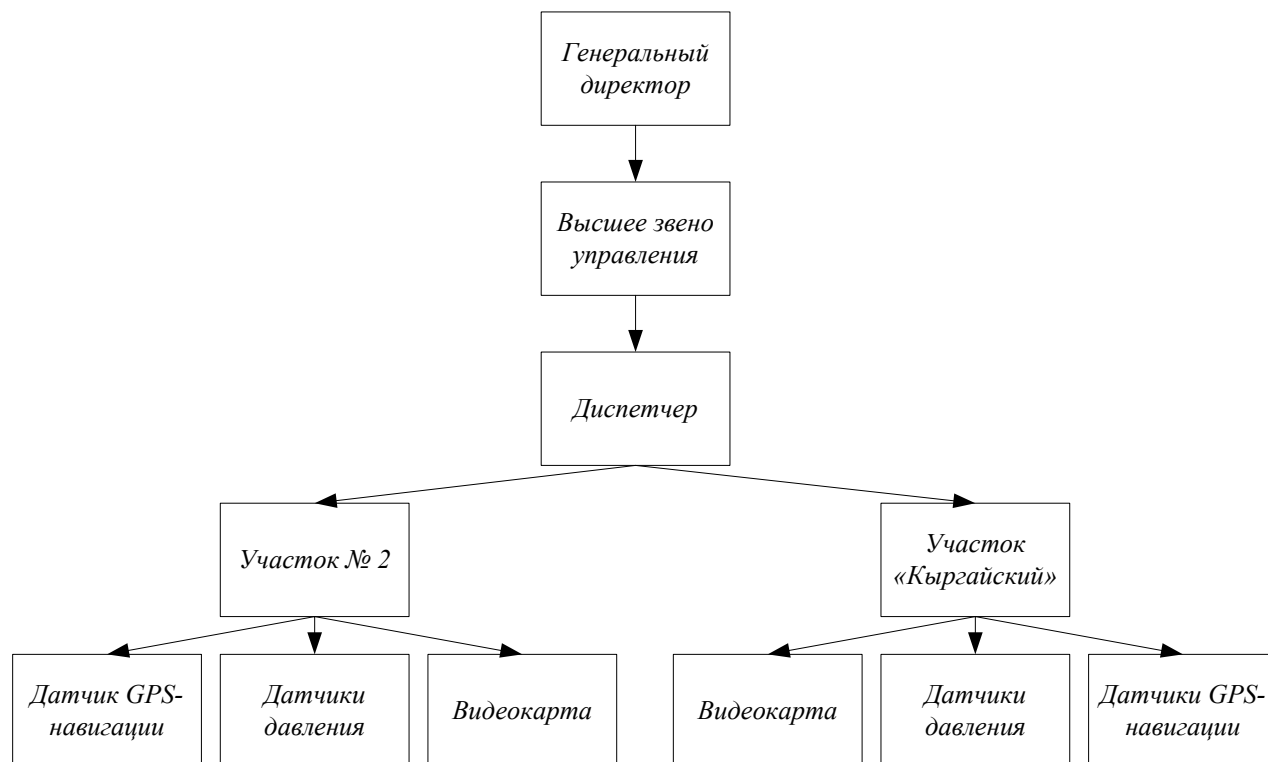 Генеральный
директор
Высшее звено
управления
Диспетчер
Участок № 2
Участок
«Кыргайский»
Датчик GPS-
навигации
Датчики
давления
Видеокарта
Видеокарта
Датчики
давления
Датчики GPS-
навигации